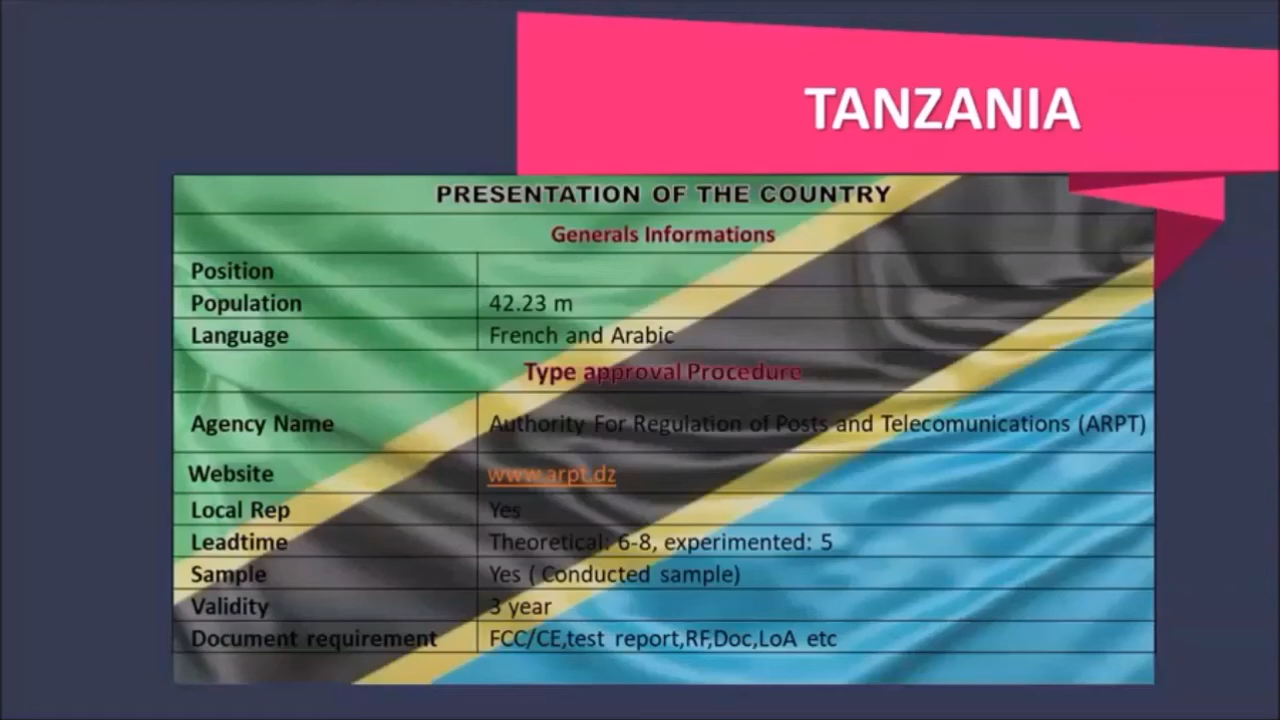 TANZANIA
PRESENTATION OF THE COUNTRY
Generals Informations
Position
Population 42.23 m
Language French and Arabic
Type approval Procedure
Agency Name Authority For Regulation of Posts and Telecomunications (ARPT)
Website www.arpt.dz
Local Rep Yes
Leadtime Theoretical: 6-8, experimented: 5
Sample Yes ( Conducted sample)
Validity 3 year
Document requirement FCC/CE,test report,RF,Doc,LoA etc